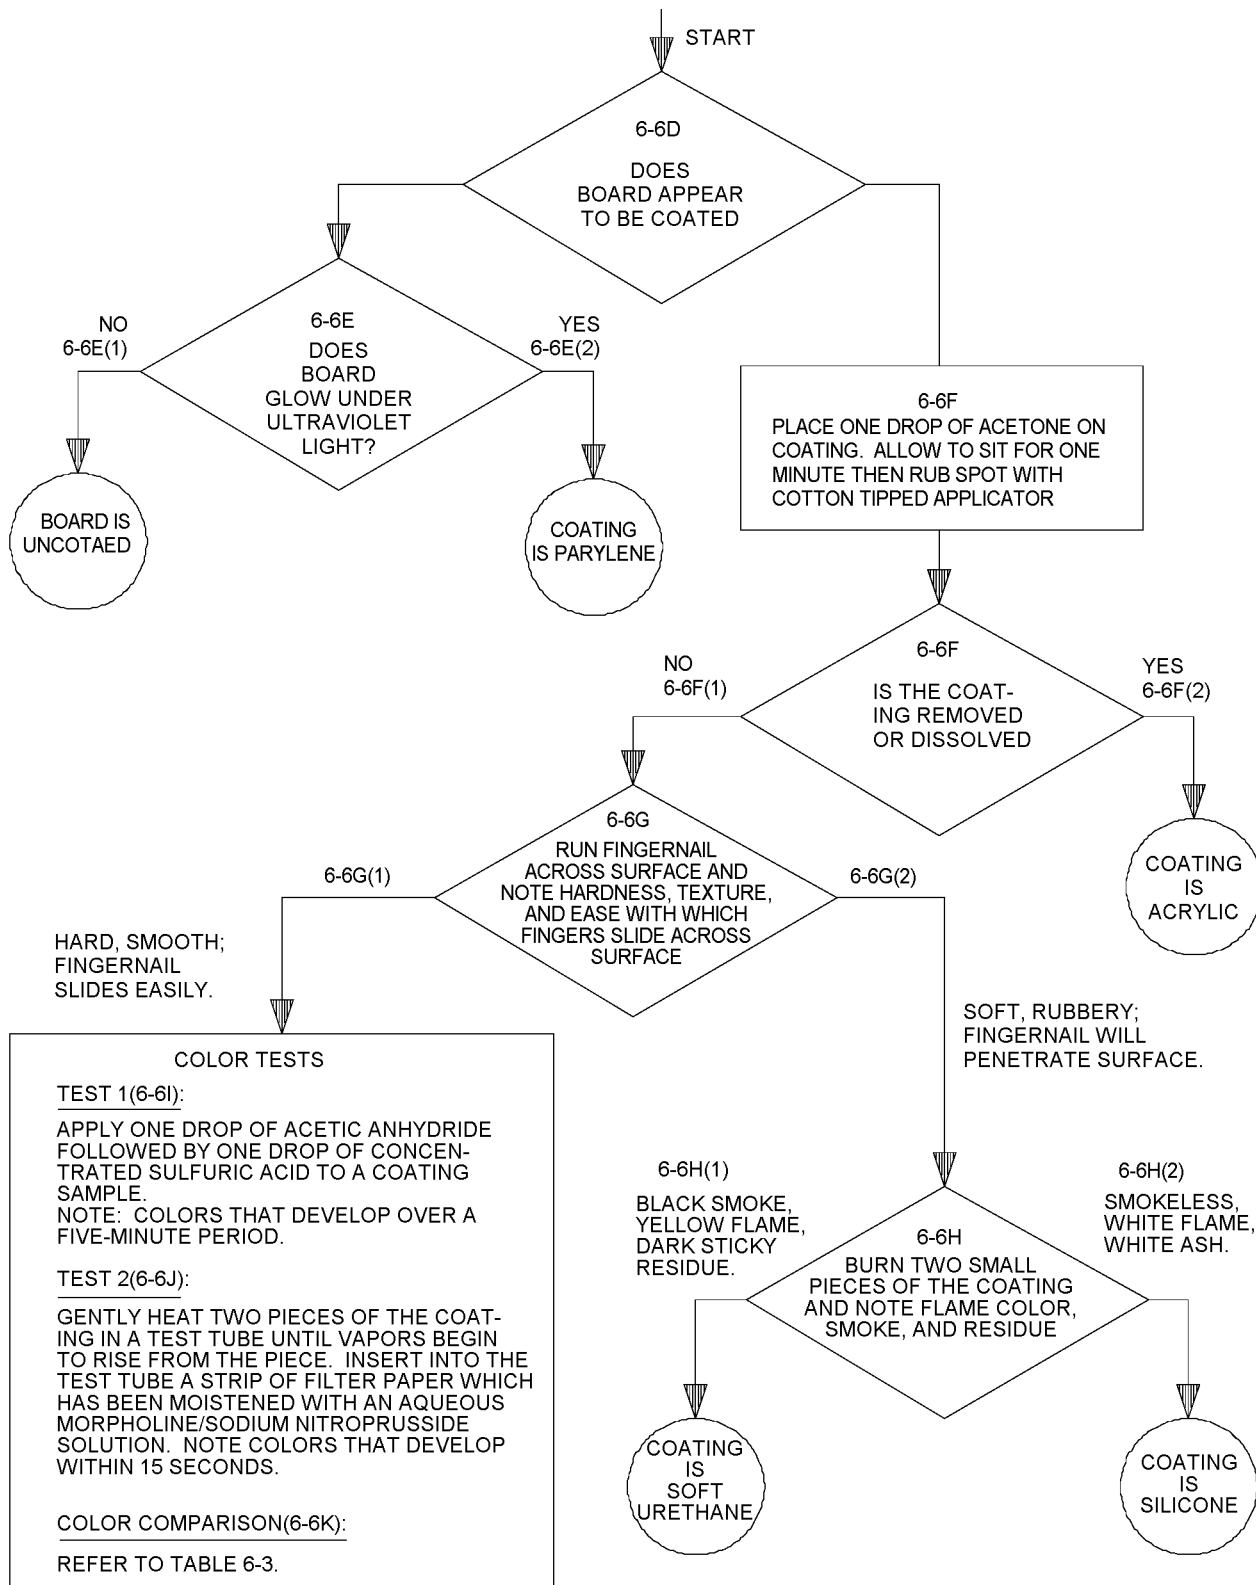 START
6-6D
DOES
BOARD APPEAR
TO BE COATED
NO
6-6E(1)
6-6E
DOES
BOARD
GLOW UNDER
ULTRAVIOLET
LIGHT?
YES
6-6E(2)
BOARD IS
UNCOTAED
COATING
IS PARYLENE
6-6F
PLACE ONE DROP OF ACETONE ON
COATING. ALLOW TO SIT FOR ONE
MINUTE THEN RUB SPOT WITH
COTTON TIPPED APPLICATOR
NO
6-6F(1)
6-6F
IS THE COAT-
ING REMOVED
OR DISSOLVED
YES
6-6F(2)
COATING
IS
ACRYLIC
6-6G(1)
6-6G
RUN FINGERNAIL
ACROSS SURFACE AND
NOTE HARDNESS, TEXTURE,
AND EASE WITH WHICH
FINGERS SLIDE ACROSS
SURFACE
6-6G(2)
HARD, SMOOTH;
FINGERNAIL
SLIDES EASILY.
SOFT, RUBBERY;
FINGERNAIL WILL
PENETRATE SURFACE.
COLOR TESTS
TEST 1(6-6I):
APPLY ONE DROP OF ACETIC ANHYDRIDE
FOLLOWED BY ONE DROP OF CONCEN-
TRATED SULFURIC ACID TO A COATING
SAMPLE.
NOTE: COLORS THAT DEVELOP OVER A
FIVE-MINUTE PERIOD.
TEST 2(6-6J):
GENTLY HEAT TWO PIECES OF THE COAT-
ING IN A TEST TUBE UNTIL VAPORS BEGIN
TO RISE FROM THE PIECE. INSERT INTO THE
TEST TUBE A STRIP OF FILTER PAPER WHICH
HAS BEEN MOISTENED WITH AN AQUEOUS
MORPHOLINE/SODIUM NITROPRUSSIDE
SOLUTION. NOTE COLORS THAT DEVELOP
WITHIN 15 SECONDS.
COLOR COMPARISON(6-6K):
REFER TO TABLE 6-3.
6-6H(1)
BLACK SMOKE,
YELLOW FLAME,
DARK STICKY
RESIDUE.
6-6H
BURN TWO SMALL
PIECES OF THE COATING
AND NOTE FLAME COLOR,
SMOKE, AND RESIDUE
6-6H(2)
SMOKELESS,
WHITE FLAME,
WHITE ASH.
COATING
IS
SOFT
URETHANE
COATING
IS
SILICONE